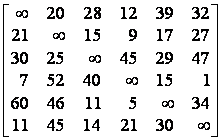 ∞ 20 28 12 39 32
21 ∞ 15 9 17 27
30 25 ∞ 45 29 47
7 52 40 ∞ 15 1
60 46 11 5 ∞ 34
11 45 14 21 30 ∞